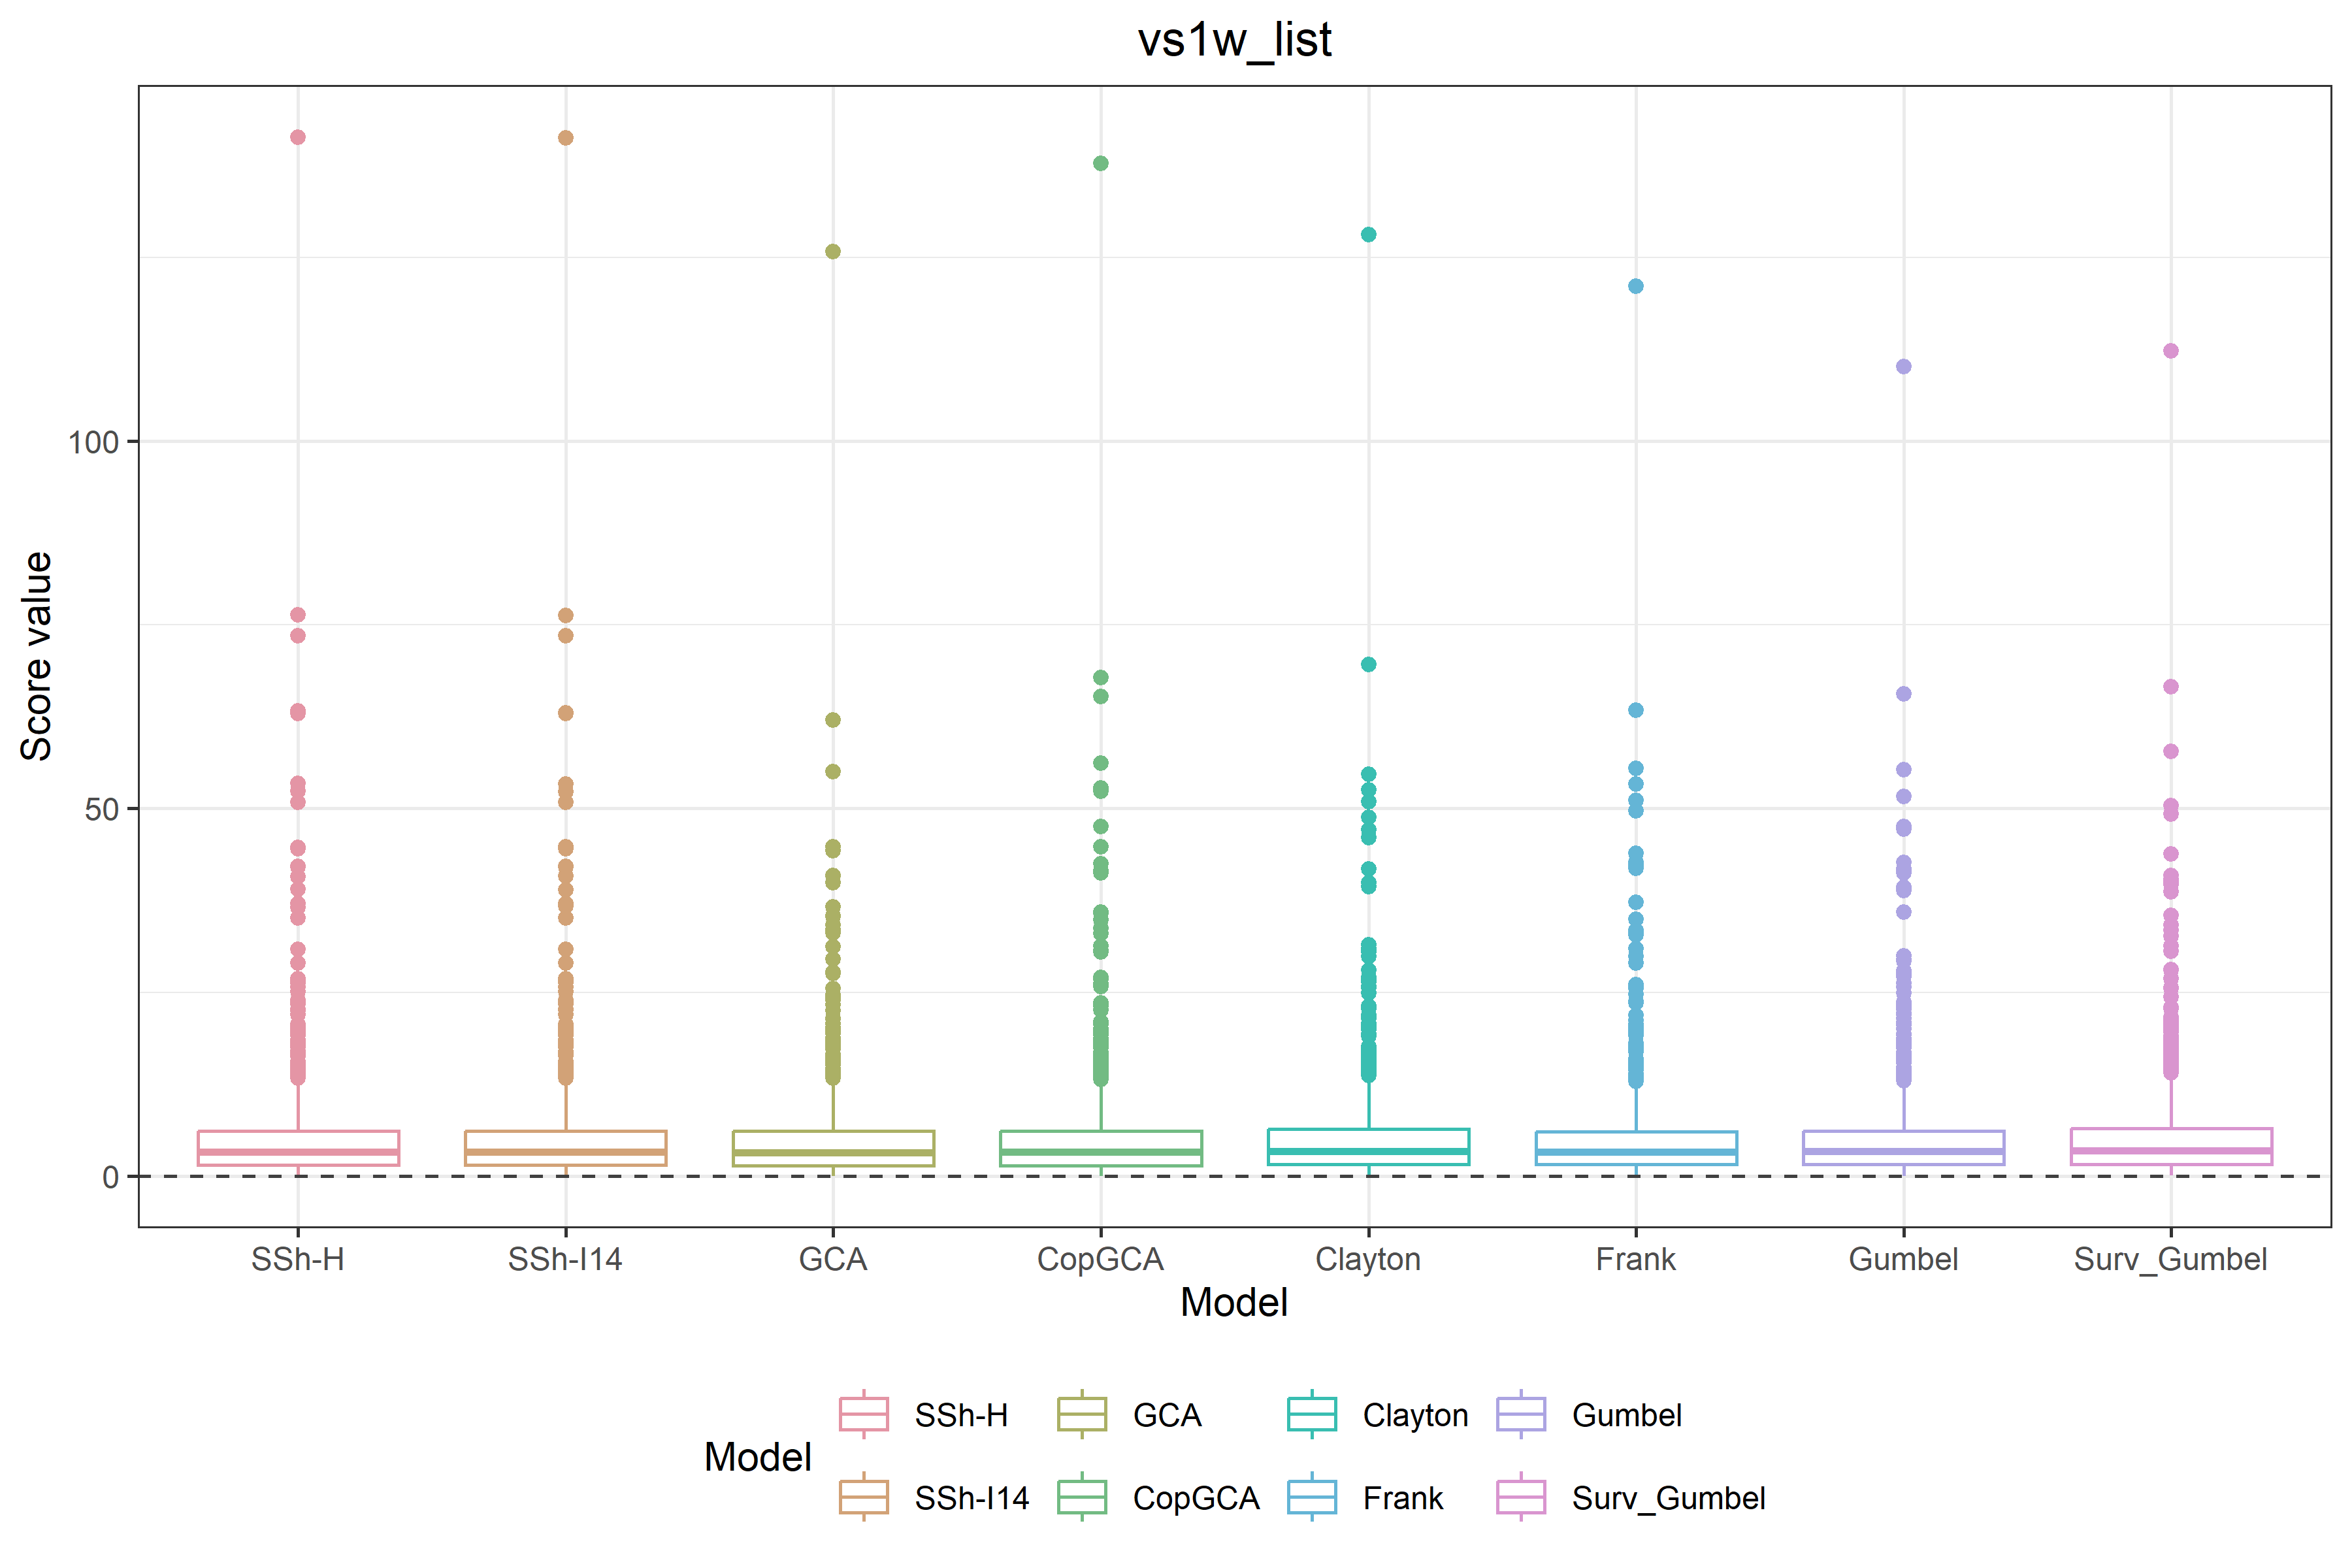 vs1w_list
Score value
100
50
0
SSh-H SSh-I14 GCA CopGCA Clayton Frank Gumbel Surv_Gumbel
Model
Model
SSh-H GCA Clayton Gumbel
SSh-I14 CopGCA Frank Surv_Gumbel